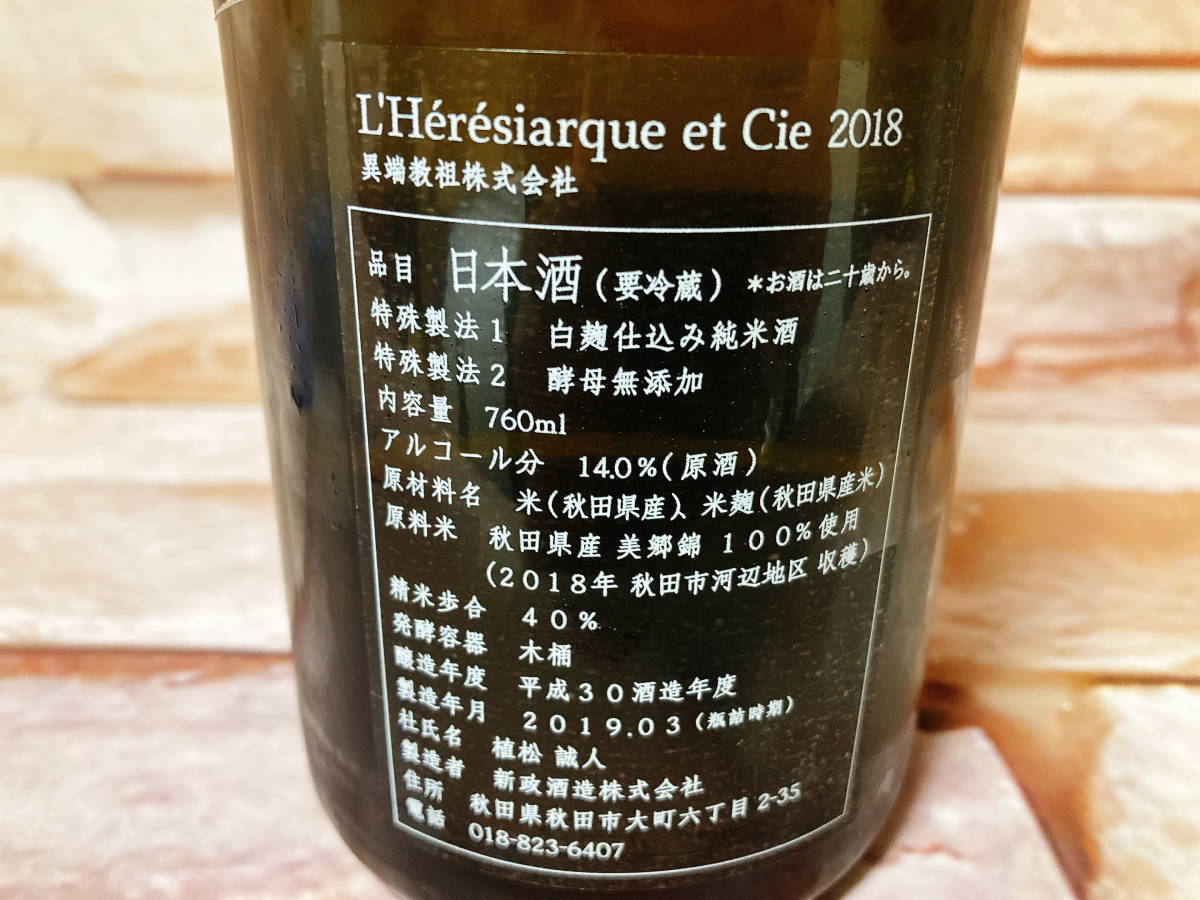 L'Hérésiarque et Cie 2018
異端教祖株式会社
品目 日本酒（要冷蔵） ＊お酒は二十歳から。
特殊製法１ 白麹仕込み純米酒
特殊製法２ 酵母無添加
内容量 760ml
アルコール分 14.0％（原酒）
原材料名 米（秋田県産）、米麹（秋田県産米）
原料米 秋田県産 美郷錦 １００％使用
（２０１８年 秋田市河辺地区 収穫）
精米歩合 ４０％
発酵容器 木桶
醸造年度 平成３０酒造年度
製造年月 ２０１９.０３（瓶詰時期）
杜氏名 植松 誠人
製造者 新政酒造株式会社
住所 秋田県秋田市大町六丁目 2-35
電話 018-823-6407